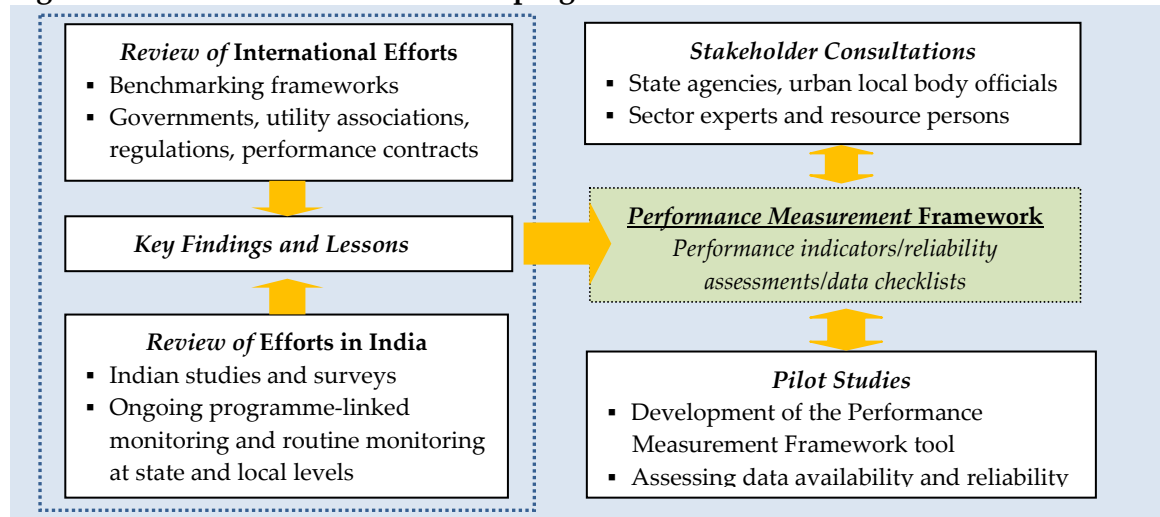 Review of International Efforts
▪ Benchmarking frameworks
▪ Governments, utility associations,
regulations, performance contracts
Key Findings and Lessons
Review of Efforts in India
▪ Indian studies and surveys
▪ Ongoing programme-linked
monitoring and routine monitoring
at state and local levels
Stakeholder Consultations
▪ State agencies, urban local body officials
▪ Sector experts and resource persons
Performance Measurement Framework
Performance indicators/reliability
assessments/data checklists
Pilot Studies
▪ Development of the Performance
Measurement Framework tool
▪ Assessing data availability and reliability